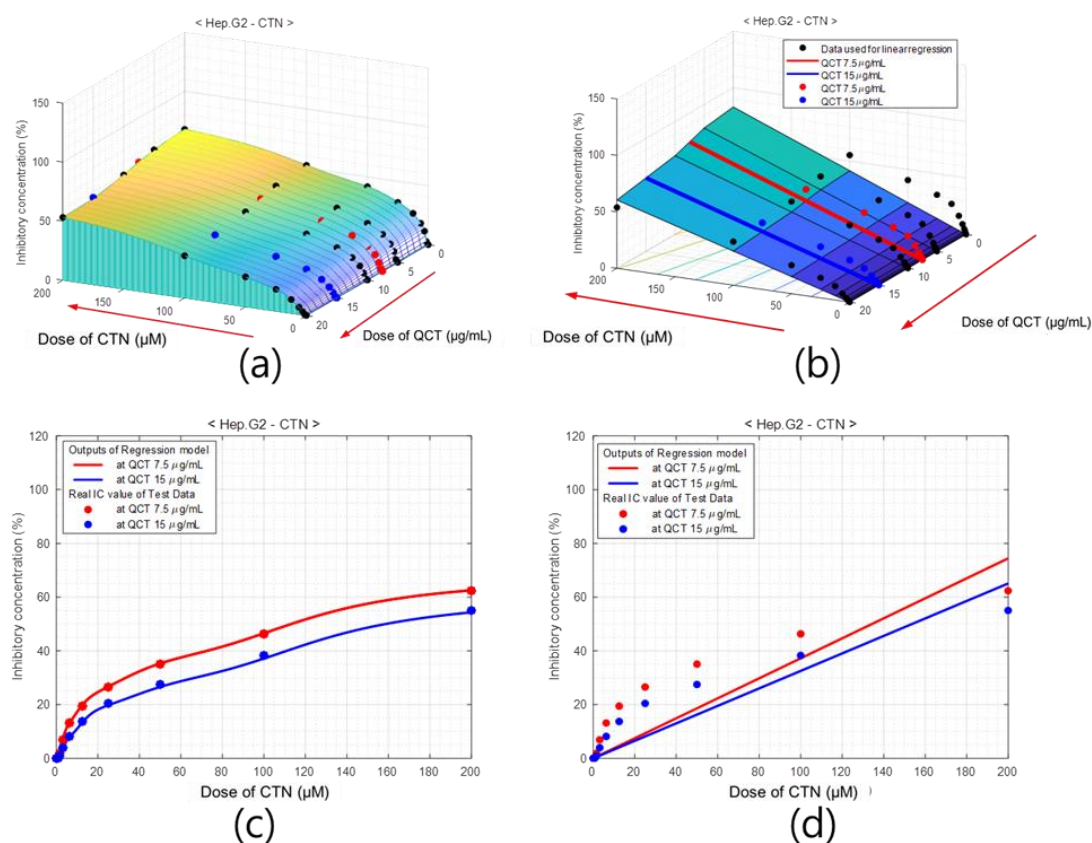 < Hep.G2 - CTN >
150
100
50
0
Inhibitory concentration (%)
200
150
100
50
0
20
15
10
5
0
Dose of CTN (μM)
Dose of QCT (μg/mL)
(a)
< Hep.G2 - CTN >
Data used for linear regression
QCT 7.5 μg/mL
QCT 15 μg/mL
QCT 7.5 μg/mL
QCT 15 μg/mL
150
100
50
0
Inhibitory concentration (%)
200
150
100
50
0
20
15
10
5
0
Dose of CTN (μM)
Dose of QCT (μg/mL)
(b)
< Hep.G2 - CTN >
Outputs of Regression model
at QCT 7.5 μg/mL
at QCT 15 μg/mL
Real IC value of Test Data
at QCT 7.5 μg/mL
at QCT 15 μg/mL
120
100
80
60
40
20
0
Inhibitory concentration (%)
0 20 40 60 80 100 120 140 160 180 200
Dose of CTN (μM)
(c)
< Hep.G2 - CTN >
Outputs of Regression model
at QCT 7.5 μg/mL
at QCT 15 μg/mL
Real IC value of Test Data
at QCT 7.5 μg/mL
at QCT 15 μg/mL
120
100
80
60
40
20
0
Inhibitory concentration (%)
0 20 40 60 80 100 120 140 160 180 200
Dose of CTN (μM) )
(d)